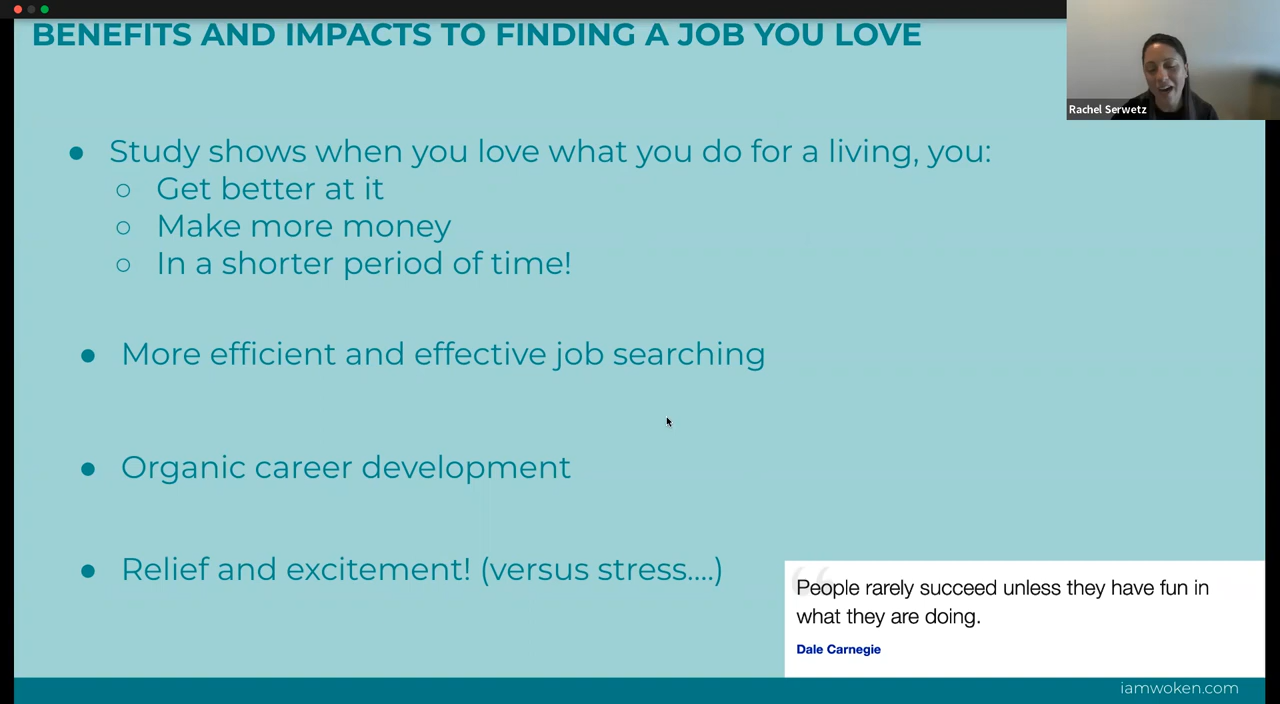 BENEFITS AND IMPACTS TO FINDING A JOB YOU LOVE
Rachel Serwetz
Study shows when you love what you do for a living, you:
Get better at it
Make more money
In a shorter period of time!
More efficient and effective job searching
Organic career development
Relief and excitement! (versus stress....)
People rarely succeed unless they have fun in
what they are doing.
Dale Carnegie
iamwoken.com